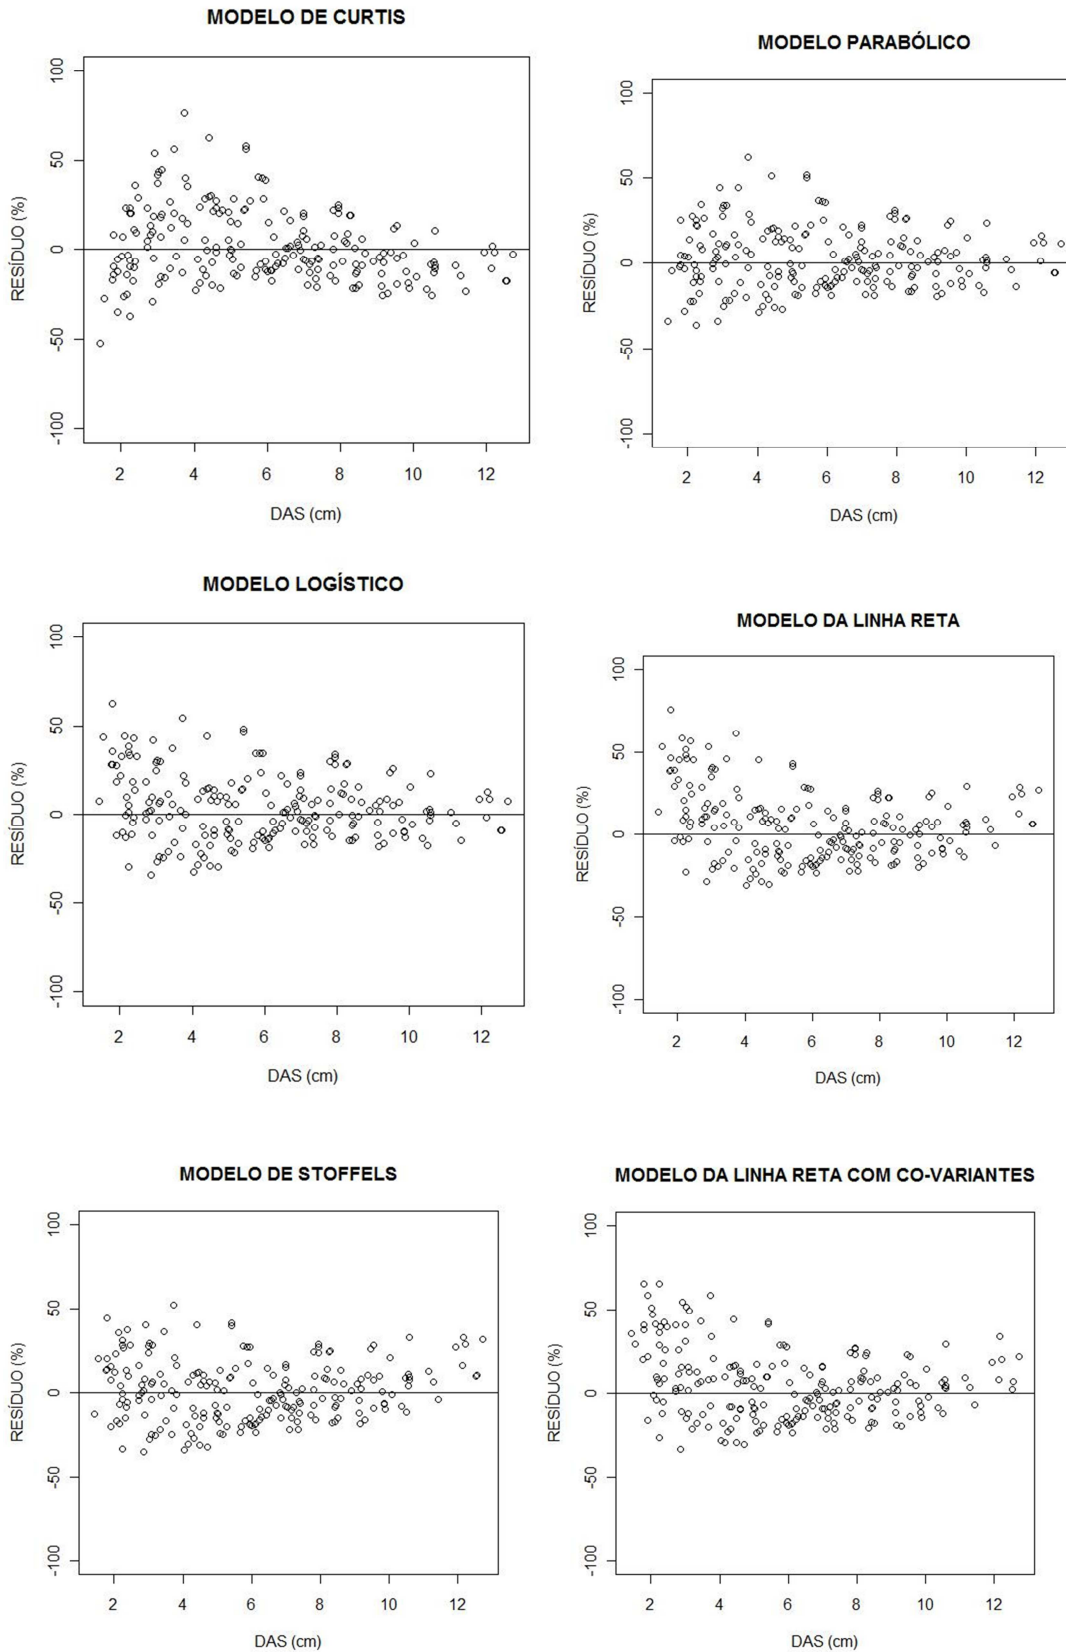 MODELO DE CURTIS
RESÍDUO (%)
100
50
0
-50
-100
2 4 6 8 10 12
DAS (cm)
MODELO PARABÓLICO
RESÍDUO (%)
100
50
0
-50
-100
2 4 6 8 10 12
DAS (cm)
MODELO LOGÍSTICO
RESÍDUO (%)
100
50
0
-50
-100
2 4 6 8 10 12
DAS (cm)
MODELO DA LINHA RETA
RESÍDUO (%)
100
50
0
-50
-100
2 4 6 8 10 12
DAS (cm)
MODELO DE STOFFELS
RESÍDUO (%)
100
50
0
-50
-100
2 4 6 8 10 12
DAS (cm)
MODELO DA LINHA RETA COM CO-VARIANTES
RESÍDUO (%)
100
50
0
-50
-100
2 4 6 8 10 12
DAS (cm)